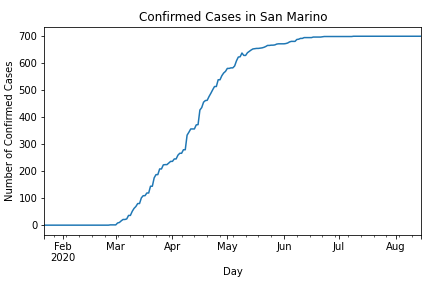 Confirmed Cases in San Marino
Number of Confirmed Cases
700
600
500
400
300
200
100
0
Feb Mar Apr May Jun Jul Aug
2020
Day